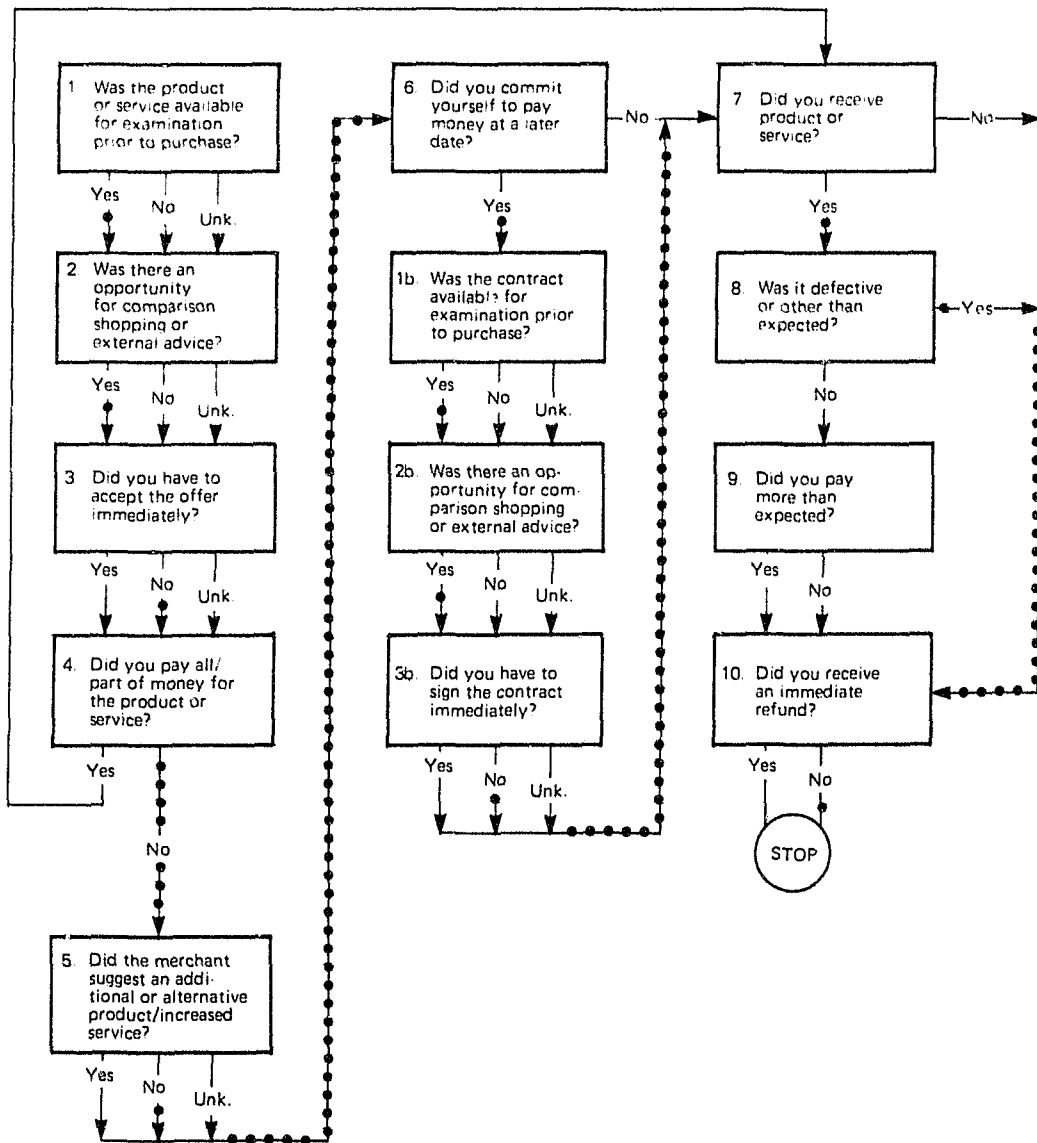 1 Was the product
or service available
for examination
prior to purchase?
Yes
No
Unk.
2 Was there an
opportunity
for comparison
shopping or
external advice?
Yes
No
Unk.
3 Did you have to
accept the offer
immediately?
Yes
No
Unk.
4. Did you pay all/
part of money for
the product or
service?
Yes
No
5. Did the merchant
suggest an addi-
tional or alternative
product/increased
service?
Yes
No
Unk.
6. Did you commit
yourself to pay
money at a later
date?
No
Yes
1b. Was the contract
available for
examination prior
to purchase?
Yes
No
Unk.
2b. Was there an op-
portunity for com-
parison shopping
or external advice?
Yes
No
Unk.
3b. Did you have to
sign the contract
immediately?
Yes
No
Unk.
7 Did you receive
product or
service?
No
Yes
8. Was it defective
or other than
expected?
Yes
No
9. Did you pay
more than
expected?
Yes
No
10. Did you receive
an immediate
refund?
Yes
No
STOP